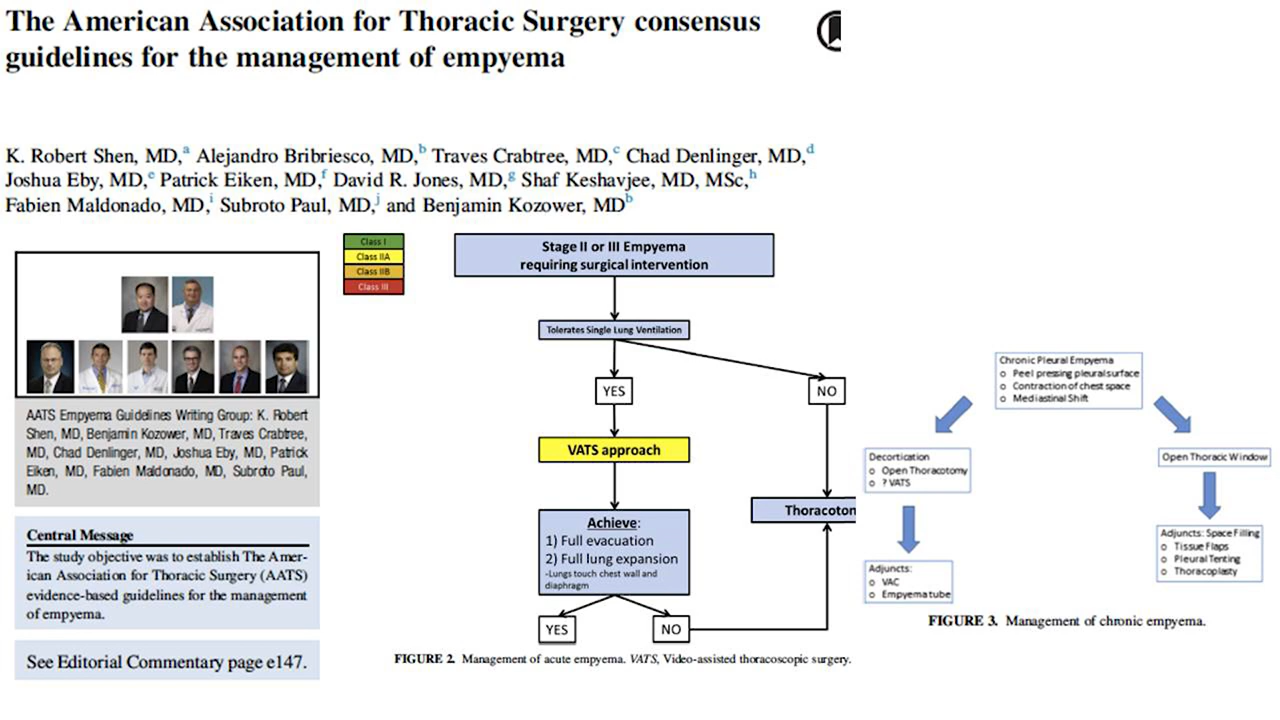 The American Association for Thoracic Surgery consensus
guidelines for the management of empyema
K. Robert Shen, MD,a Alejandro Bribriesco, MD,b Traves Crabtree, MD,c Chad Denlinger, MD,d
Joshua Eby, MD,e Patrick Eiken, MD,f David R. Jones, MD,g Shaf Keshavjee, MD, MSc,h
Fabien Maldonado, MD,i Subroto Paul, MD,j and Benjamin Kozower, MDb
AATS Empyema Guidelines Writing Group: K. Robert
Shen, MD, Benjamin Kozower, MD, Traves Crabtree,
MD, Chad Denlinger, MD, Joshua Eby, MD, Patrick
Eiken, MD, Fabien Maldonado, MD, Subroto Paul,
MD.
Central Message
The study objective was to establish The Amer-
ican Association for Thoracic Surgery (AATS)
evidence-based guidelines for the management
of empyema.
See Editorial Commentary page e147.
Class I
Class IIA
Class IIB
Class III
Stage II or III Empyema
requiring surgical intervention
Tolerates Single Lung Ventilation
YES
NO
VATS approach
Thoracoton
Achieve:
1) Full evacuation
2) Full lung expansion
-Lungs touch chest wall and
diaphragm
YES
NO
FIGURE 2. Management of acute empyema. VATS, Video-assisted thoracoscopic surgery.
Chronic Pleural Empyema
o Peel pressing pleural surface
o Contraction of chest space
o Mediastinal Shift
Decortication
o Open Thoracotomy
o ? VATS
Open Thoracic Window
Adjuncts:
o VAC
o Empyema tube
Adjuncts: Space Filling
o Tissue Flaps
o Pleural Tenting
o Thoracoplasty
FIGURE 3. Management of chronic empyema.